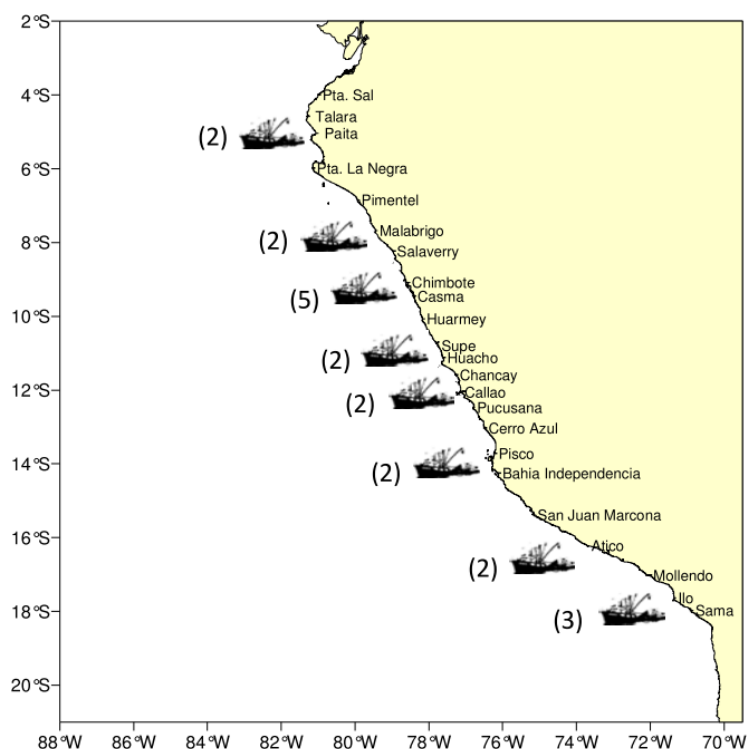 2°S
4°S
Pta. Sal
Talara
Paita
(2)
6°S
Pta. La Negra
Pimentel
Malabrigo
8°S
(2)
Salaverry
Chimbote
(5)
Casma
10°S
Huarmey
Supe
(2)
Huacho
Chancay
12°S
Callao
(2)
Pucusana
Cerro Azul
Pisco
14°S
(2)
Bahia Independencia
San Juan Marcona
16°S
Atico
(2)
Mollendo
Ilo
18°S
Sama
(3)
20°S
88°W 86°W 84°W 82°W 80°W 78°W 76°W 74°W 72°W 70°W